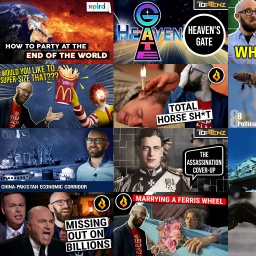 HOW TO PARTY AT THE
END OF THE WORLD
HEAVEN
GATE
HEAVEN'S
GATE
WH
WOULD YOU LIKE TO
SUPER-SIZE THAT???
TOTAL
HORSE SH*T
8
CHINA-PAKISTAN ECONOMIC CORRIDOR
THE
ASSASSINATION
COVER-UP
MISSING
OUT ON
BILLIONS
MARRYING A FERRIS WHEEL